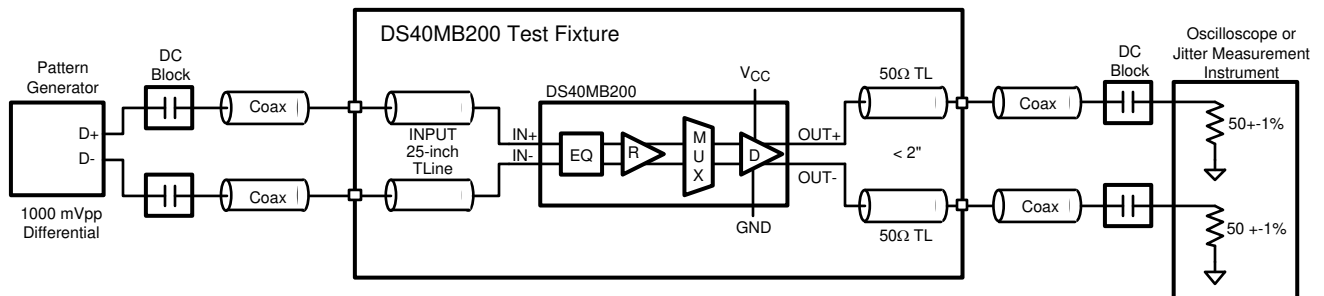 DS40MB200 Test Fixture
Pattern
Generator
D+
D-
1000 mVpp
Differential
DC
Block
Coax
Coax
INPUT
25-inch
TLine
DS40MB200
IN+
IN-
EQ
R
M
U
X
D
VCC
GND
OUT+
OUT-
50Ω TL
< 2"
50Ω TL
Coax
Coax
DC
Block
Oscilloscope or
Jitter Measurement
Instrument
50+-1%
50 +-1%